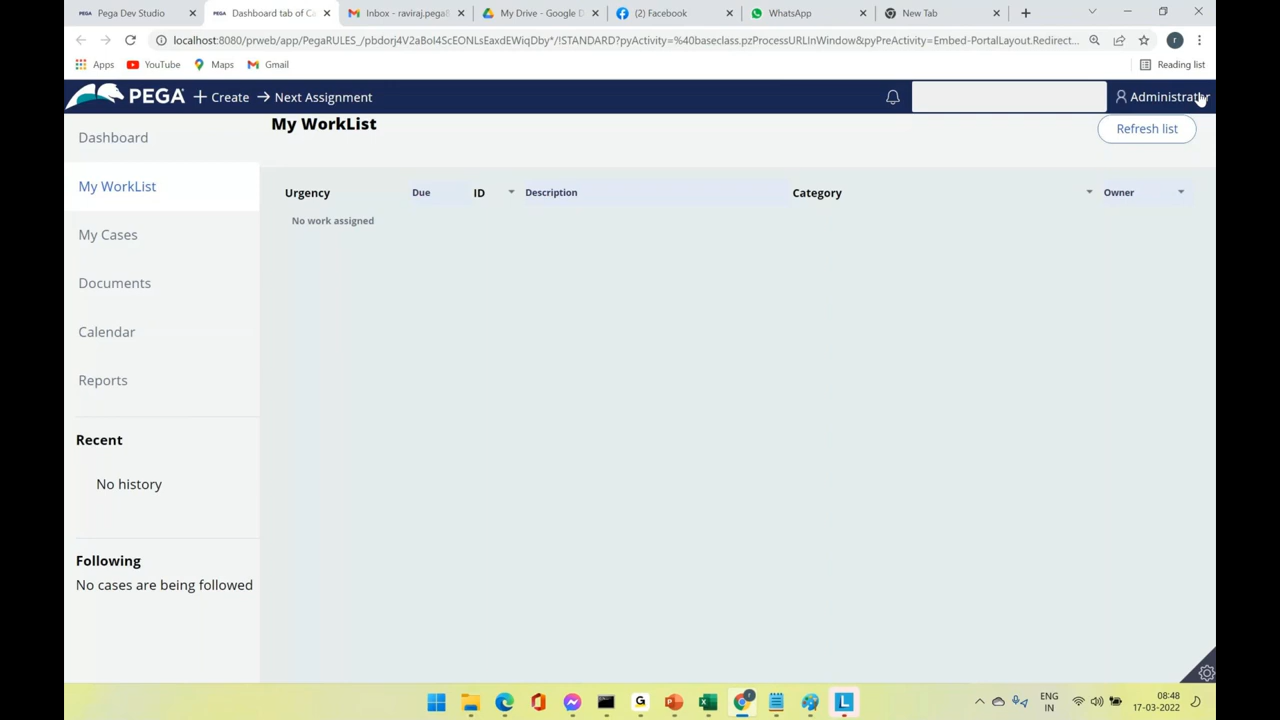 Pega Dev Studio
Dashboard tab of Ca
Inbox - raviraj.pega8
My Drive - Google D
(2) Facebook
WhatsApp
New Tab
localhost:8080/prweb/app/PegaRULES_/pbdorj4V2aBol4ScEONLsEaxdEWiqDby*/!STANDARD?pyActivity=%40baseclass.pzProcessURLInWindow&pyPreActivity=Embed-PortalLayout.Redirect...
r
Apps
YouTube
Maps
Gmail
Reading list
PEGA
Create
Next Assignment
Administrator
Dashboard
My WorkList
My Cases
Documents
Calendar
Reports
Recent
No history
Following
No cases are being followed
My WorkList
Refresh list
Urgency
Due
ID
Description
Category
Owner
No work assigned
ENG
IN
08:48
17-03-2022